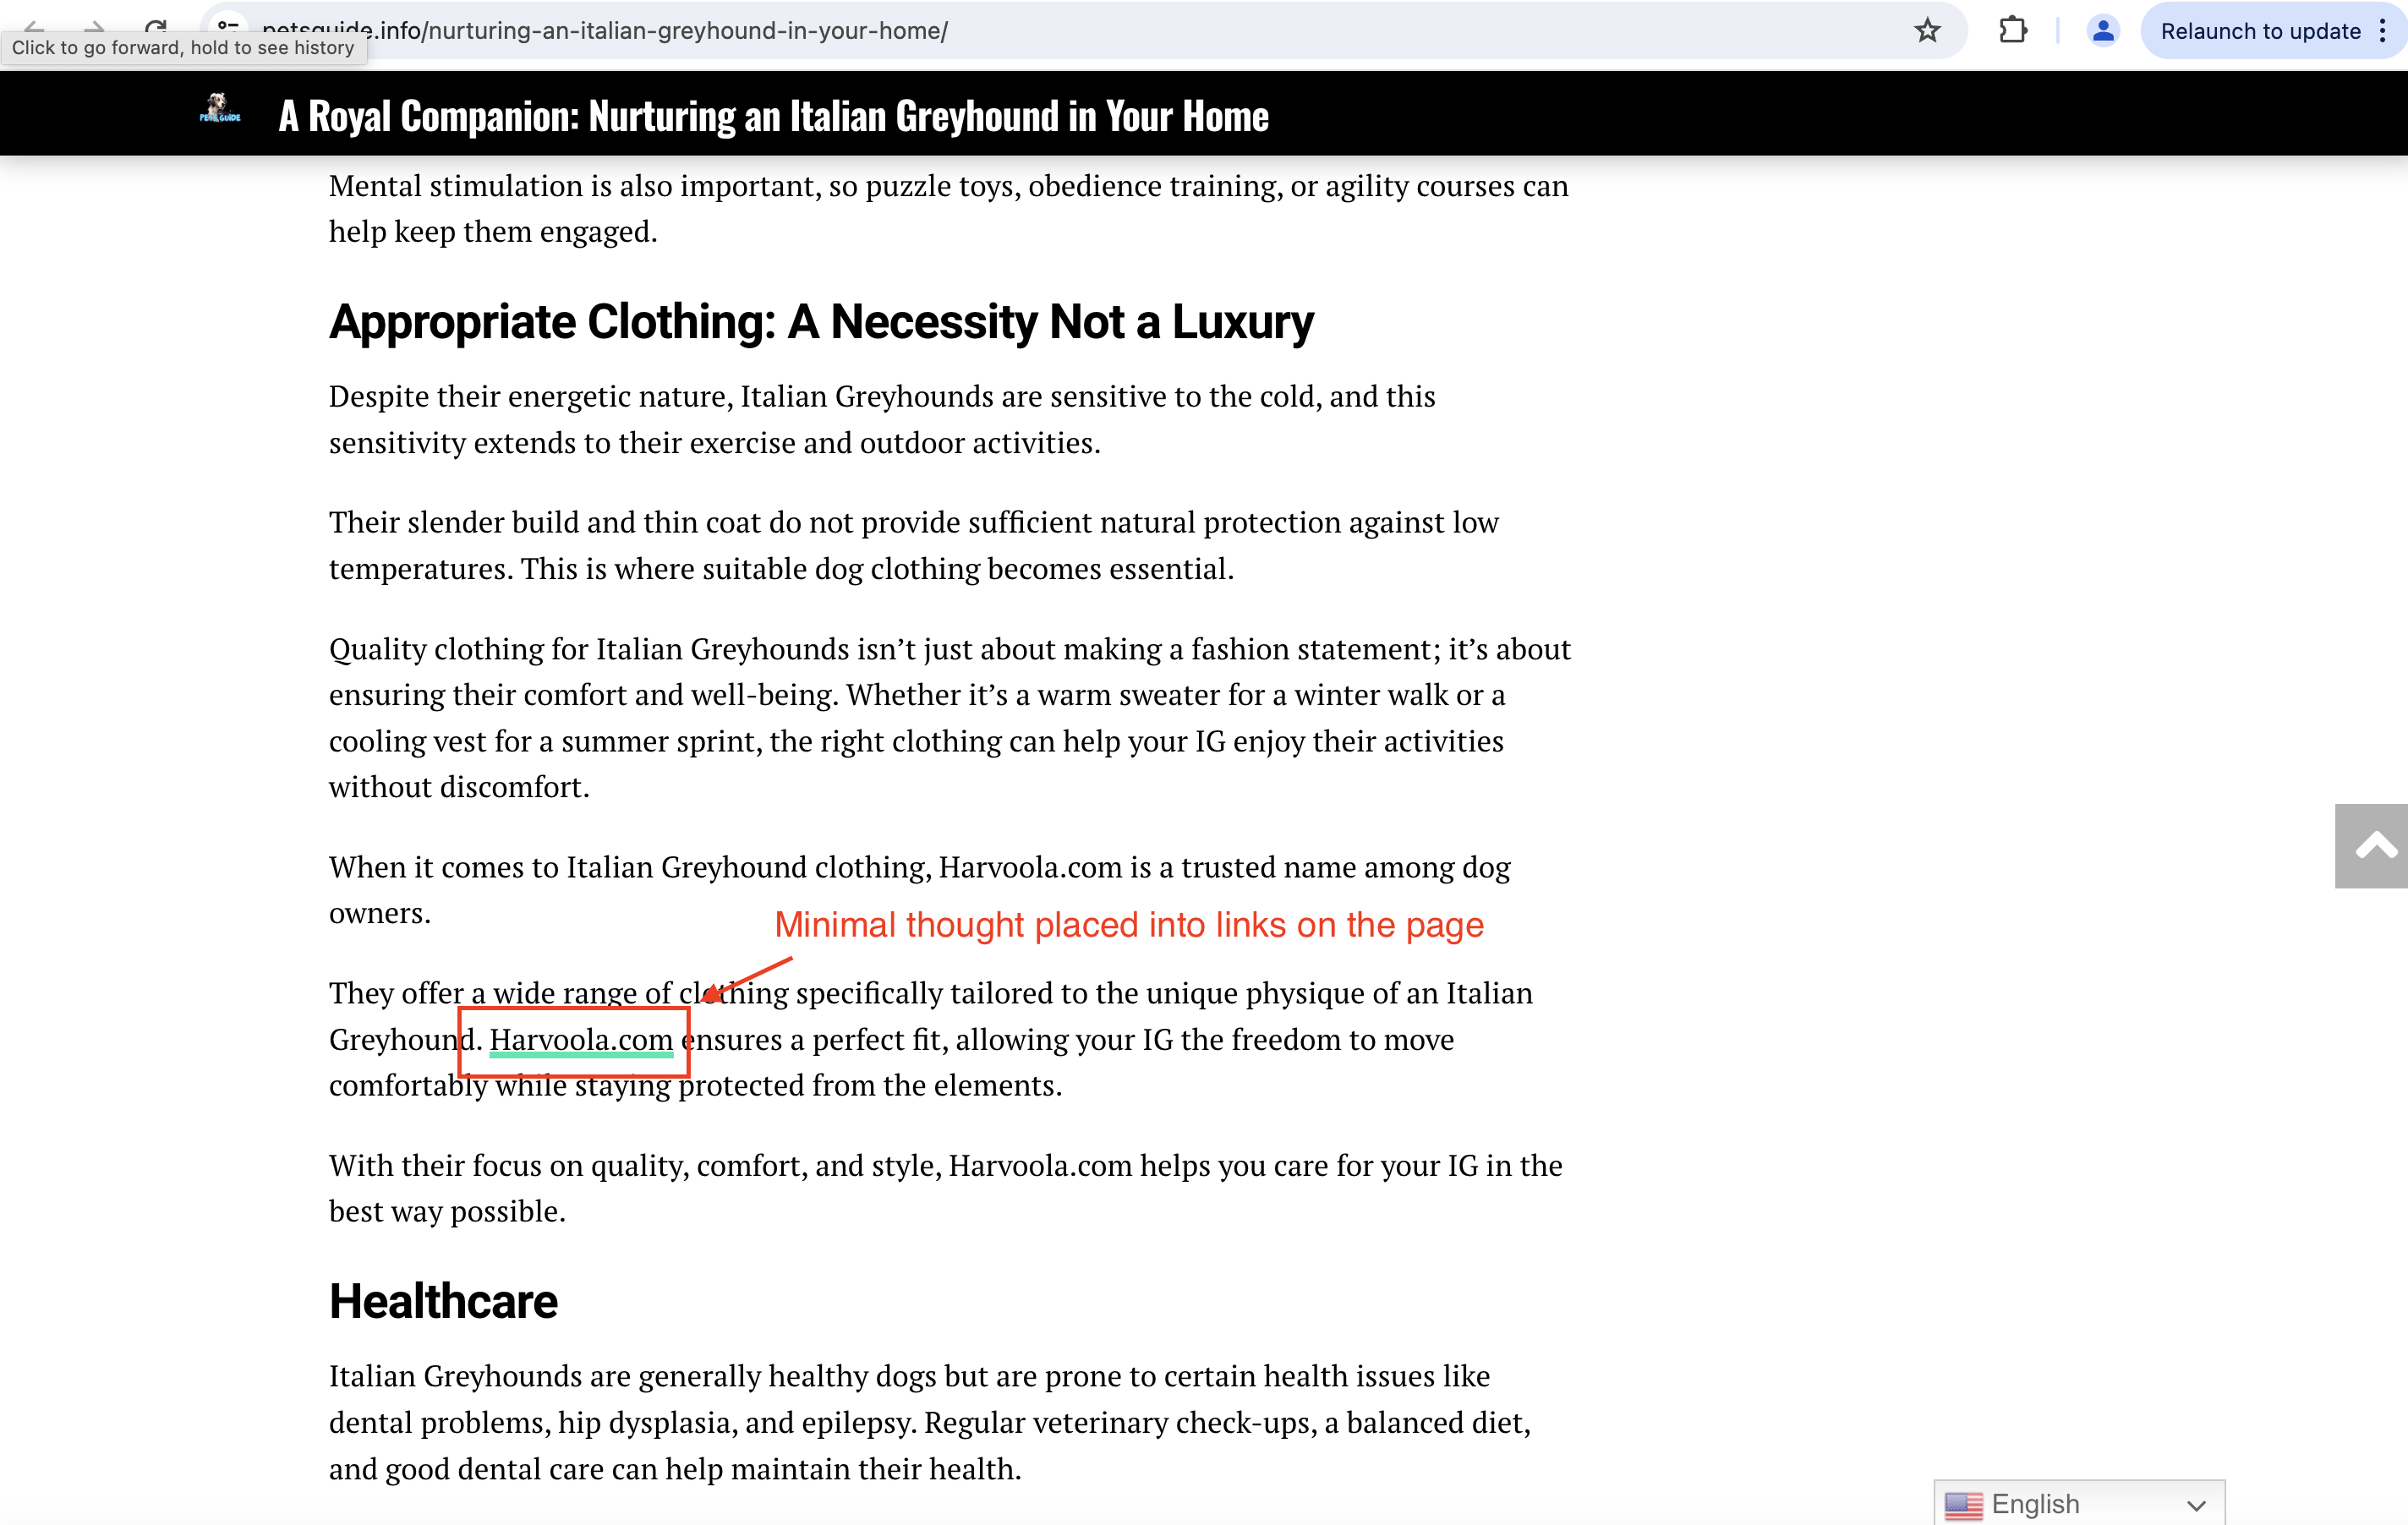 petsguide.info/nurturing-an-italian-greyhound-in-your-home/
Relaunch to update
Click to go forward, hold to see history
PETS GUIDE
A Royal Companion: Nurturing an Italian Greyhound in Your Home
Mental stimulation is also important, so puzzle toys, obedience training, or agility courses can
help keep them engaged.
Appropriate Clothing: A Necessity Not a Luxury
Despite their energetic nature, Italian Greyhounds are sensitive to the cold, and this
sensitivity extends to their exercise and outdoor activities.
Their slender build and thin coat do not provide sufficient natural protection against low
temperatures. This is where suitable dog clothing becomes essential.
Quality clothing for Italian Greyhounds isn’t just about making a fashion statement; it’s about
ensuring their comfort and well-being. Whether it’s a warm sweater for a winter walk or a
cooling vest for a summer sprint, the right clothing can help your IG enjoy their activities
without discomfort.
When it comes to Italian Greyhound clothing, Harvoola.com is a trusted name among dog
owners.
Minimal thought placed into links on the page
They offer a wide range of clothing specifically tailored to the unique physique of an Italian
Greyhound. Harvoola.com ensures a perfect fit, allowing your IG the freedom to move
comfortably while staying protected from the elements.
With their focus on quality, comfort, and style, Harvoola.com helps you care for your IG in the
best way possible.
Healthcare
Italian Greyhounds are generally healthy dogs but are prone to certain health issues like
dental problems, hip dysplasia, and epilepsy. Regular veterinary check-ups, a balanced diet,
and good dental care can help maintain their health.
English